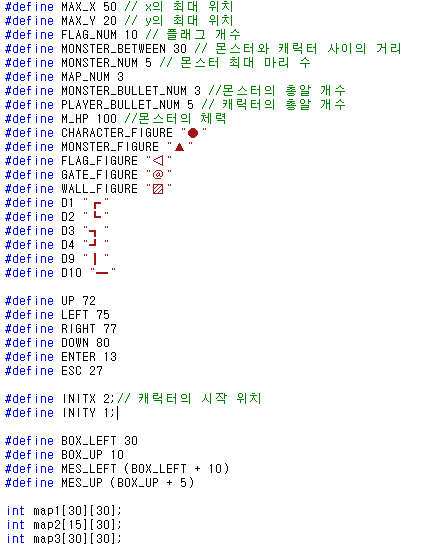 #define MAX_X 50 // x의 최대 위치
#define MAX_Y 20 // y의 최대 위치
#define FLAG_NUM 10 // 플래그 개수
#define MONSTER_BETWEEN 30 // 몬스터와 캐릭터 사이의 거리
#define MONSTER_NUM 5 // 몬스터 최대 마리 수
#define MAP_NUM 3
#define MONSTER_BULLET_NUM 3 //몬스터의 총알 개수
#define PLAYER_BULLET_NUM 5 // 캐릭터의 총알 개수
#define M_HP 100 //몬스터의 체력
#define CHARACTER_FIGURE "●"
#define MONSTER_FIGURE "▲"
#define FLAG_FIGURE "◁"
#define GATE_FIGURE "@"
#define WALL_FIGURE "▨"
#define D1 "┏"
#define D2 "┗"
#define D3 "┓"
#define D4 "┛"
#define D9 "┃"
#define D10 "━"
#define UP 72
#define LEFT 75
#define RIGHT 77
#define DOWN 80
#define ENTER 13
#define ESC 27
#define INITX 2;// 캐릭터의 시작 위치
#define INITY 1;
#define BOX_LEFT 30
#define BOX_UP 10
#define MES_LEFT (BOX_LEFT + 10)
#define MES_UP (BOX_UP + 5)
int map1[30][30];
int map2[15][30];
int map3[30][30];